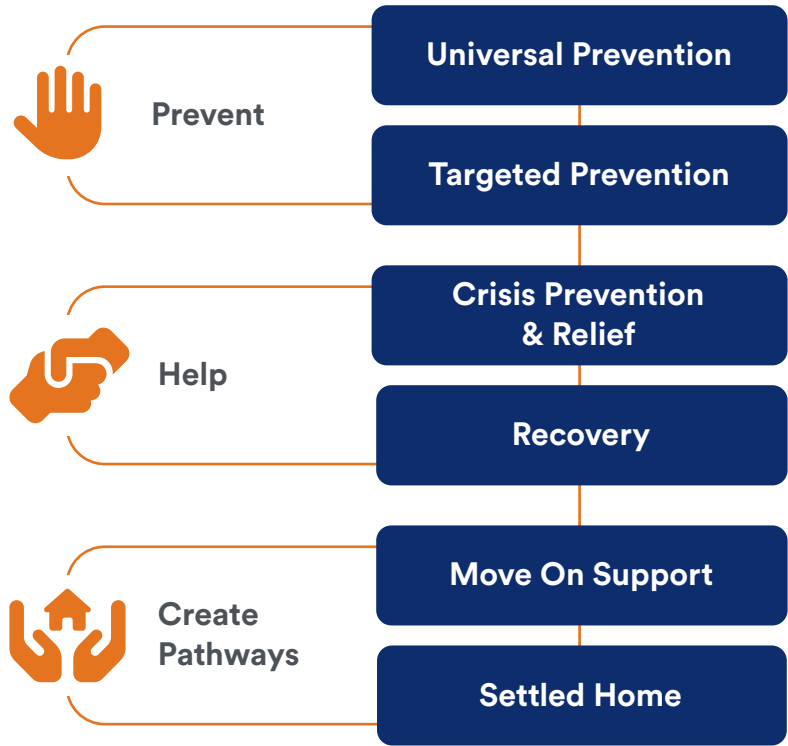 Prevent
Universal Prevention
Targeted Prevention
Help
Crisis Prevention
& Relief
Recovery
Create
Pathways
Move On Support
Settled Home